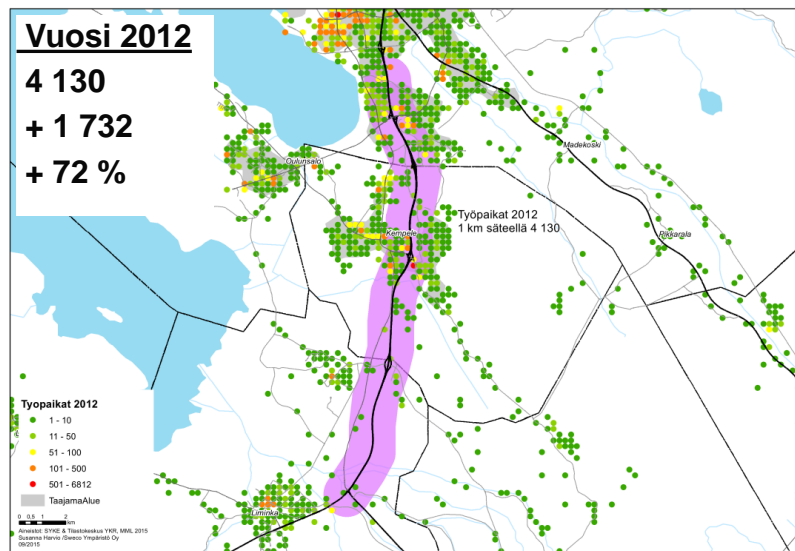 Vuosi 2012
4 130
+ 1 732
+ 72 %
Oulunsalo
Madekoski
Työpaikat 2012
1 km säteellä 4 130
Kempele
Pikkarala
Tyopaikat 2012
1 - 10
11 - 50
51 - 100
101 - 500
501 - 6812
TaajamaAlue
0 0.5 1 2
km
Liminka
Aineistot: SYKE & Tilastokeskus YKR, MML 2015
Susanna Harvio /Sweco Ympäristö Oy
09/2015